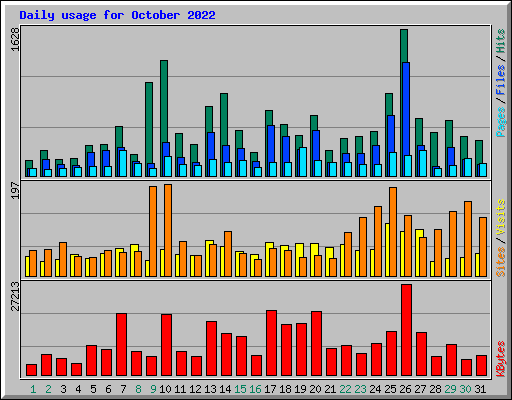 Daily usage for October 2022
1628
Pages / Files / Hits
197
Sites / Visits
27213
KBytes
1 2 3 4 5 6 7 8 9 10 11 12 13 14 15 16 17 18 19 20 21 22 23 24 25 26 27 28 29 30 31